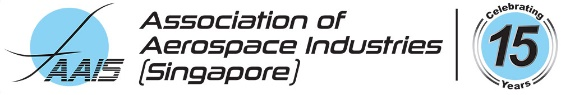 AAIS
Association of
Aerospace Industries
(Singapore)
Celebrating
15
Years